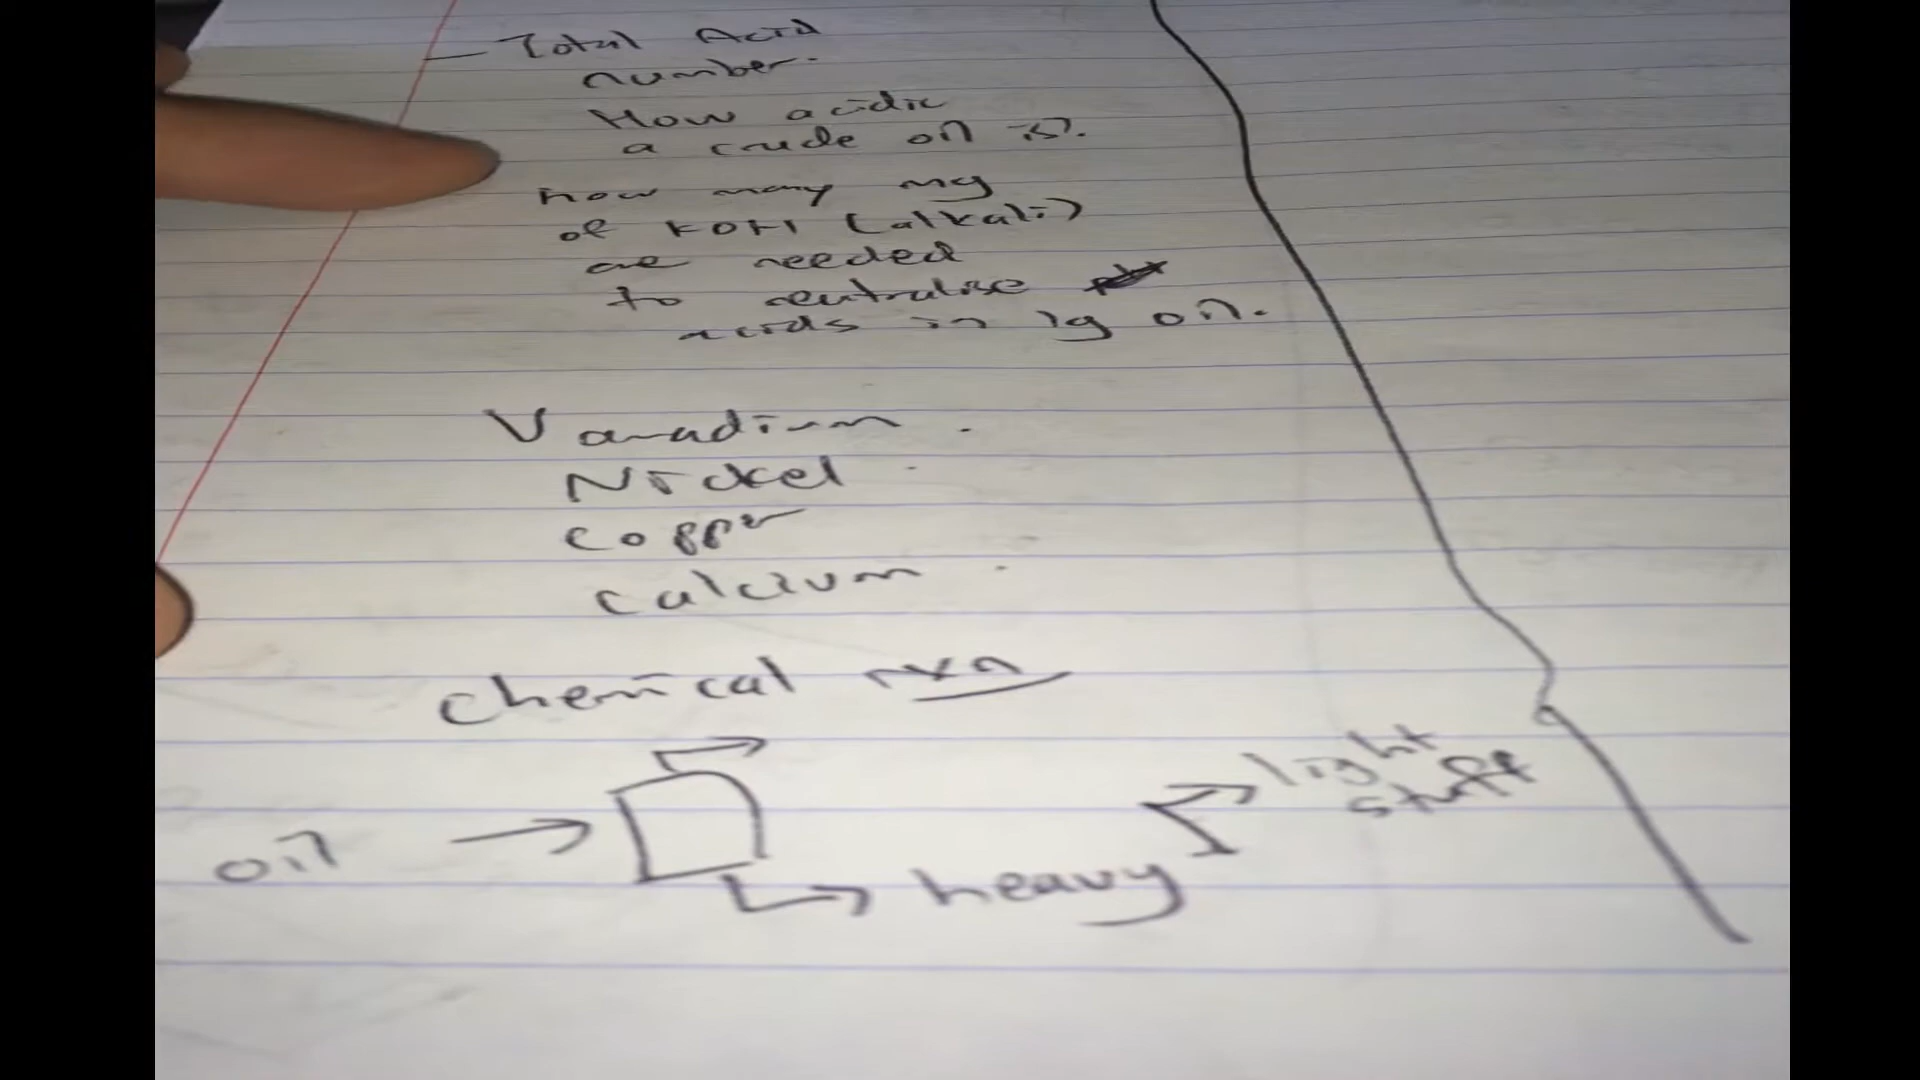 - Total Acid
number.
How acidic
a crude oil is?.
how many mg
of KOH (alkali)
are needed
to neutralise
acids in 1g oil.
Vanadium.
Nickel.
Copper
Calcium.
Chemical rxn
light
stuff
oil
heavy